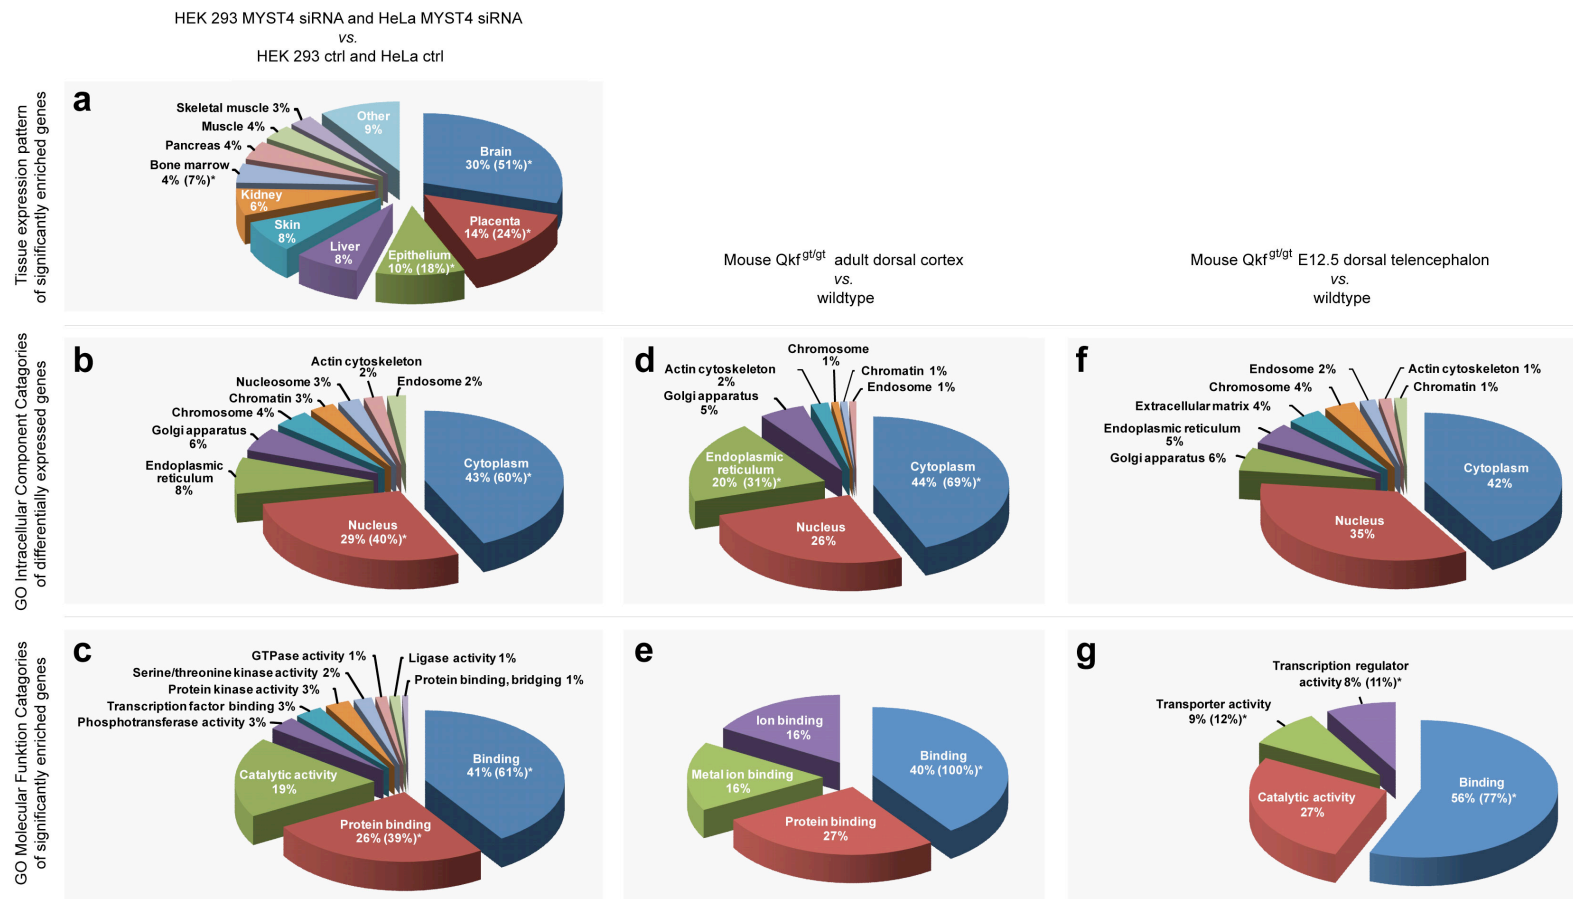 HEK 293 MYST4 siRNA and HeLa MYST4 siRNA
vs.
HEK 293 ctrl and HeLa ctrl
Tissue expression pattern
of significantly enriched genes
a
Skeletal muscle 3%
Muscle 4%
Pancreas 4%
Bone marrow
4% (7%)*
Kidney
6%
Skin
8%
Liver
8%
Epithelium
10% (18%)*
Placenta
14% (24%)*
Brain
30% (51%)*
Other
9%
Mouse Qkf gt/gt adult dorsal cortex
vs.
wildtype
Mouse Qkf gt/gt E12.5 dorsal telencephalon
vs.
wildtype
GO Intracellular Component Catagories
of differentially expressed genes
b
Actin cytoskeleton
2%
Endosome 2%
Nucleosome 3%
Chromatin 3%
Chromosome 4%
Golgi apparatus
6%
Endoplasmic
reticulum
8%
Nucleus
29% (40%)*
Cytoplasm
43% (60%)*
d
Chromosome
1%
Actin cytoskeleton
2%
Chromatin 1%
Endosome 1%
Golgi apparatus
5%
Endoplasmic
reticulum
20% (31%)*
Nucleus
26%
Cytoplasm
44% (69%)*
f
Endosome 2%
Actin cytoskeleton 1%
Chromosome 4%
Chromatin 1%
Extracellular matrix 4%
Endoplasmic reticulum
5%
Golgi apparatus 6%
Nucleus
35%
Cytoplasm
42%
GO Molecular Funktion Catagories
of significantly enriched genes
c
GTPase activity 1%
Ligase activity 1%
Serine/threonine kinase activity 2%
Protein binding, bridging 1%
Protein kinase activity 3%
Transcription factor binding 3%
Phosphotransferase activity 3%
Catalytic activity
19%
Protein binding
26% (39%)*
Binding
41% (61%)*
e
Ion binding
16%
Metal ion binding
16%
Protein binding
27%
Binding
40% (100%)*
g
Transcription regulator
activity 8% (11%)*
Transporter activity
9% (12%)*
Catalytic activity
27%
Binding
56% (77%)*